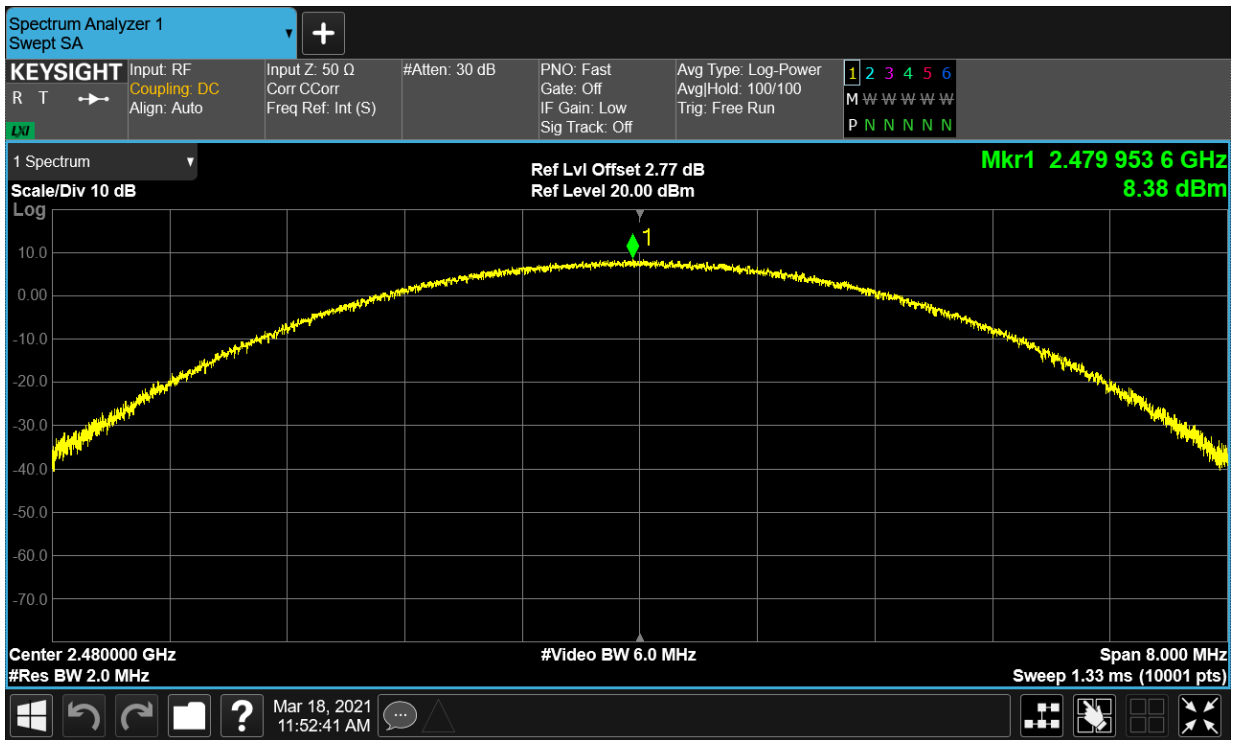 Spectrum Analyzer 1
Swept SA
+
KEYSIGHT
R T
LXI
Input: RF
Coupling: DC
Align: Auto
Input Z: 50 Ω
Corr CCorr
Freq Ref: Int (S)
#Atten: 30 dB
PNO: Fast
Gate: Off
IF Gain: Low
Sig Track: Off
Avg Type: Log-Power
Avg|Hold: 100/100
Trig: Free Run
1 2 3 4 5 6
M W W W W W
P N N N N N
1 Spectrum
Scale/Div 10 dB
Ref Lvl Offset 2.77 dB
Ref Level 20.00 dBm
Mkr1 2.479 953 6 GHz
8.38 dBm
Log
1
10.0
0.00
-10.0
-20.0
-30.0
-40.0
-50.0
-60.0
-70.0
Center 2.480000 GHz
#Video BW 6.0 MHz
Span 8.000 MHz
#Res BW 2.0 MHz
Sweep 1.33 ms (10001 pts)
?
Mar 18, 2021
11:52:41 AM